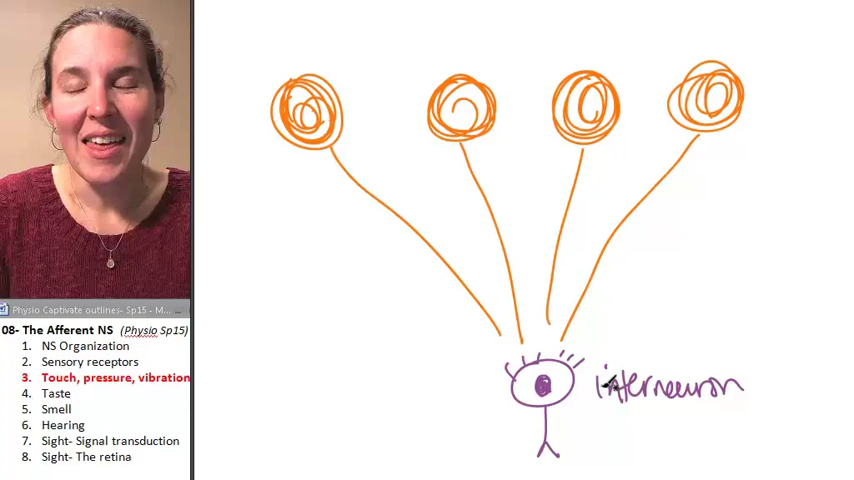 Physio Captivate outlines- Sp15 - M...
08- The Afferent NS (Physio Sp15)
1. NS Organization
2. Sensory receptors
3. Touch, pressure, vibration
4. Taste
5. Smell
6. Hearing
7. Sight- Signal transduction
8. Sight- The retina
interneuron